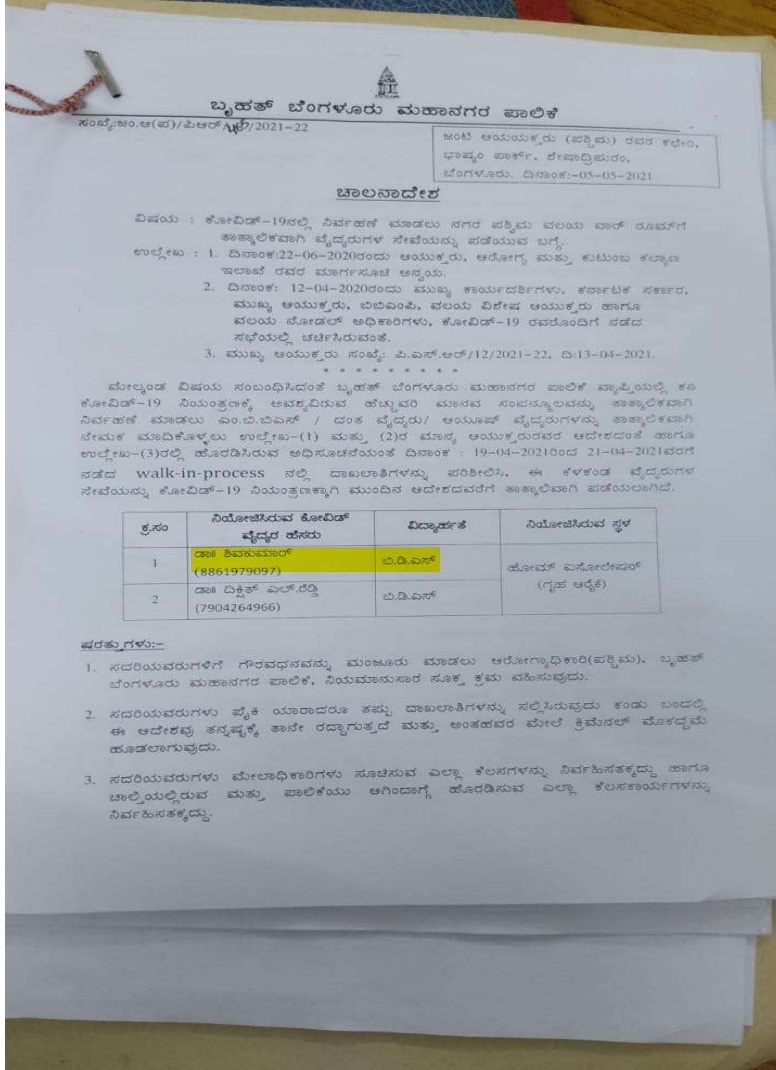 ಬೃಹತ್ ಬೆಂಗಳೂರು ಮಹಾನಗರ ಪಾಲಿಕೆ
ಸಂಖ್ಯೆ:ಜಂ.ಆ(ಪ)/ಪಿಆರ್/ /2021-22
ಜಂಟಿ ಆಯಯಕ್ತರು (ಪಶ್ಚಿಮ) ರವರ ಕಛೇರಿ,
ಭಾಷ್ಯಂ ಪಾರ್ಕ್, ಶೇಷಾದ್ರಿಪುರಂ,
ಬೆಂಗಳೂರು. ದಿನಾಂಕ:-05-05-2021
ಚಾಲನಾದೇಶ
ವಿಷಯ : ಕೋವಿಡ್-19ನಲ್ಲಿ ನಿರ್ವಹಣೆ ಮಾಡಲು ನಗರ ಪಶ್ಚಿಮ ವಲಯ ವಾರ್ ರೂಮ್‌ಗೆ
ತಾತ್ಕಾಲಿಕವಾಗಿ ವೈದ್ಯರುಗಳ ಸೇವೆಯನ್ನು ಪಡೆಯುವ ಬಗ್ಗೆ.
ಉಲ್ಲೇಖ : 1. ದಿನಾಂಕ:22-06-2020ರಂದು ಆಯುಕ್ತರು, ಆರೋಗ್ಯ ಮತ್ತು ಕುಟುಂಬ ಕಲ್ಯಾಣ
ಇಲಾಖೆ ರವರ ಮಾರ್ಗಸೂಚಿ ಅನ್ವಯ.
2. ದಿನಾಂಕ: 12-04-2020ರಂದು ಮುಖ್ಯ ಕಾರ್ಯದರ್ಶಿಗಳು, ಕರ್ನಾಟಕ ಸರ್ಕಾರ,
ಮುಖ್ಯ ಆಯುಕ್ತರು, ಬಿಬಿಎಂಪಿ, ವಲಯ ವಿಶೇಷ ಆಯುಕ್ತರು ಹಾಗೂ
ವಲಯ ನೋಡಲ್ ಅಧಿಕಾರಿಗಳು, ಕೋವಿಡ್-19 ರವರೊಂದಿಗೆ ನಡೆದ
ಸಭೆಯಲ್ಲಿ ಚರ್ಚಿಸಿರುವಂತೆ.
3. ಮುಖ್ಯ ಆಯುಕ್ತರು ಸಂಖ್ಯೆ: ಪಿ.ಎಸ್.ಆರ್/12/2021-22, ದಿ:13-04-2021.
* * * * * * * * *
ಮೇಲ್ಕಂಡ ವಿಷಯ ಸಂಬಂಧಿಸಿದಂತೆ ಬೃಹತ್ ಬೆಂಗಳೂರು ಮಹಾನಗರ ಪಾಲಿಕೆ ವ್ಯಾಪ್ತಿಯಲ್ಲಿ ಕಐ
ಕೋವಿಡ್-19 ನಿಯಂತ್ರಣಕ್ಕೆ ಅವಶ್ಯವಿರುವ ಹೆಚ್ಚುವರಿ ಮಾನವ ಸಂಪನ್ಮೂಲವನ್ನು ತಾತ್ಕಾಲಿಕವಾಗಿ
ನಿರ್ವಹಣೆ ಮಾಡಲು ಎಂ.ಬಿ.ಬಿಎಸ್ / ದಂತ ವೈದ್ಯರು/ ಆಯೂಷ್ ವೈದ್ಯರುಗಳನ್ನು ತಾತ್ಕಾಲಿಕವಾಗಿ
ನೇಮಕ ಮಾದಿಕೊಳ್ಳಲು ಉಲ್ಲೇಖ-(1) ಮತ್ತು (2)ರ ಮಾನ್ಯ ಆಯುಕ್ತರುರವರ ಆದೇಶದಂತೆ ಹಾಗೂ
ಉಲ್ಲೇಖ-(3)ರಲ್ಲಿ ಹೊರಡಿಸಿರುವ ಅಧಿಸೂಚನೆಯಂತೆ ದಿನಾಂಕ : 19-04-2021ರಿಂದ 21-04-2021ವರೆಗೆ
ನಡೆದ walk-in-process ನಲ್ಲಿ ದಾಖಲಾತಿಗಳನ್ನು ಪರಿಶೀಲಿಸಿ, ಈ ಕೆಳಕಂಡ ವೈದ್ಯರುಗಳ
ಸೇವೆಯನ್ನು ಕೋವಿಡ್-19 ನಿಯಂತ್ರಣಕ್ಕಾಗಿ ಮುಂದಿನ ಆದೇಶದವರೆಗೆ ತಾತ್ಕಾಲಿವಾಗಿ ಪಡೆಯಲಾಗಿದೆ.
ಕ್ರ.ಸಂ ನಿಯೋಜಿಸಿರುವ ಕೋವಿಡ್ ವೈದ್ಯರ ಹೆಸರು ವಿದ್ಯಾರ್ಹತೆ ನಿಯೋಜಿಸಿರುವ ಸ್ಥಳ
1 ಡಾ॥ ಶಿವಕುಮಾರ್ (8861979097) ಬಿ.ಡಿ.ಎಸ್ ಹೋಮ್ ಐಸೋಲೇಷನ್ (ಗೃಹ ಆರೈಕೆ)
2 ಡಾ॥ ದಿಕ್ಷಿತ್ ಎಲ್.ರೆಡ್ಡಿ (7904264966) ಬಿ.ಡಿ.ಎಸ್
ಷರತ್ತುಗಳು:-
1. ಸದರಿಯವರುಗಳಿಗೆ ಗೌರವಧನವನ್ನು ಮಂಜೂರು ಮಾಡಲು ಆರೋಗ್ಯಾಧಿಕಾರಿ(ಪಶ್ಚಿಮ), ಬೃಹತ್
ಬೆಂಗಳೂರು ಮಹಾನಗರ ಪಾಲಿಕೆ, ನಿಯಮಾನುಸಾರ ಸೂಕ್ತ ಕ್ರಮ ವಹಿಸುವುದು.
2. ಸದರಿಯವರುಗಳು ಪೈಕಿ ಯಾರಾದರೂ ತಪ್ಪು ದಾಖಲಾತಿಗಳನ್ನು ಸಲ್ಲಿಸಿರುವುದು ಕಂಡು ಬಂದಲ್ಲಿ
ಈ ಆದೇಶವು ತನ್ನಷ್ಟಕ್ಕೆ ತಾನೇ ರದ್ದಾಗುತ್ತದೆ ಮತ್ತು ಅಂತಹವರ ಮೇಲೆ ಕ್ರಿಮಿನಲ್ ಮೊಕದ್ದಮೆ
ಹೂಡಲಾಗುವುದು.
3. ಸದರಿಯವರುಗಳು ಮೇಲಾಧಿಕಾರಿಗಳು ಸೂಚಿಸುವ ಎಲ್ಲಾ ಕೆಲಸಗಳನ್ನು ನಿರ್ವಹಿಸತಕ್ಕದ್ದು ಹಾಗೂ
ಚಾಲ್ತಿಯಲ್ಲಿರುವ ಮತ್ತು ಪಾಲಿಕೆಯು ಆಗಿಂದಾಗ್ಗೆ ಹೊರಡಿಸುವ ಎಲ್ಲಾ ಕೆಲಸಕಾರ್ಯಗಳನ್ನು
ನಿರ್ವಹಿಸತಕ್ಕದ್ದು.